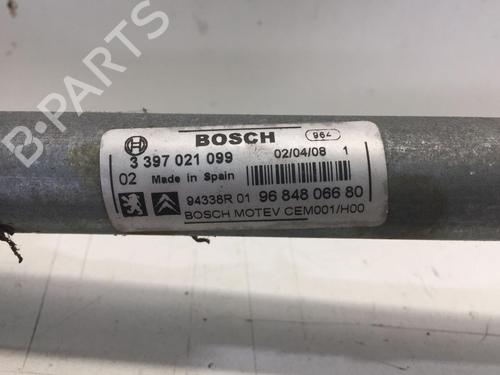 B-PARTS
BOSCH 964
3 397 021 099 02/04/08 1
02 Made in Spain
94338R 01 96 848 066 80
BOSCH MOTEV CEM001/H00